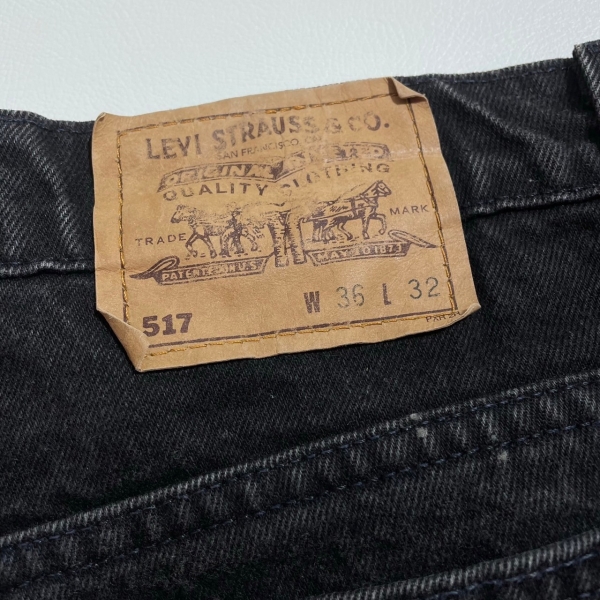 LEVI STRAUSS & CO.
SAN FRANCISCO CAL
ORIGINAL RIVETED
QUALITY CLOTHING
TRADE MARK
PATENTED IN U.S.
MAY 20 1873
517 W 36 L 32